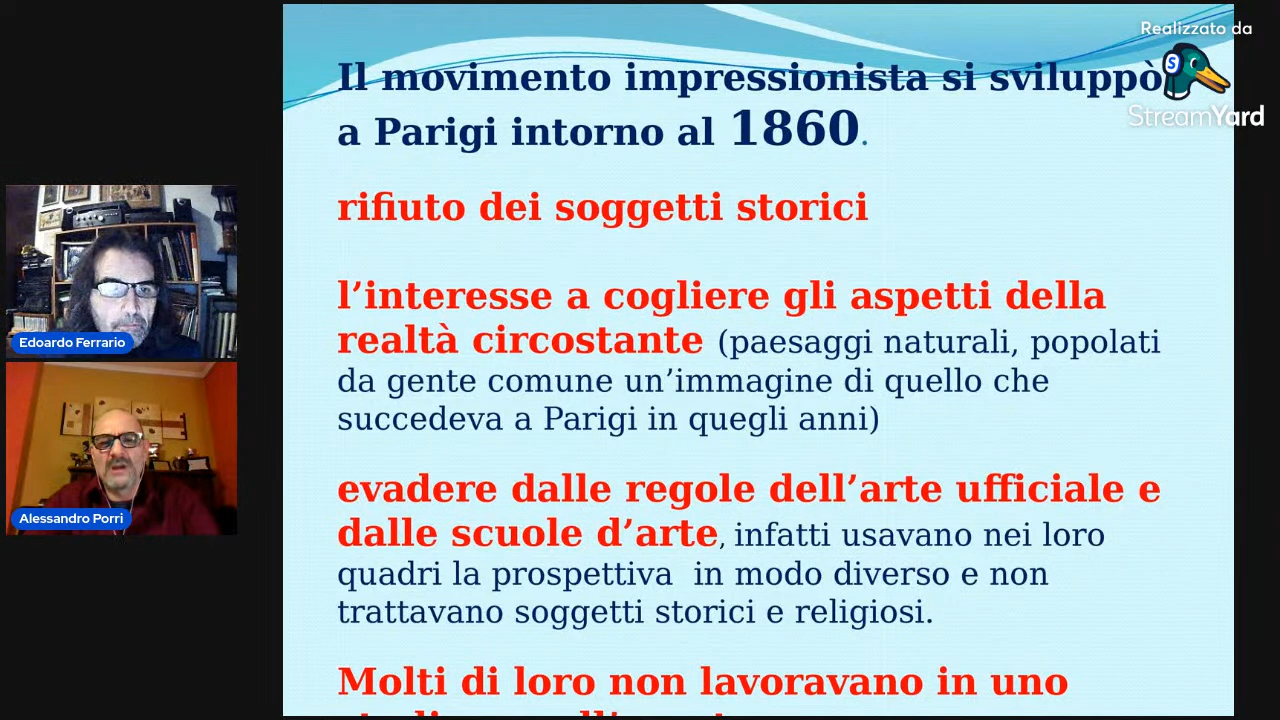 Realizzato da
StreamYard
Il movimento impressionista si sviluppò
a Parigi intorno al 1860.
rifiuto dei soggetti storici
l’interesse a cogliere gli aspetti della
realtà circostante (paesaggi naturali, popolati
da gente comune un’immagine di quello che
succedeva a Parigi in quegli anni)
evadere dalle regole dell’arte ufficiale e
dalle scuole d’arte, infatti usavano nei loro
quadri la prospettiva  in modo diverso e non
trattavano soggetti storici e religiosi.
Molti di loro non lavoravano in uno
Edoardo Ferrario
Alessandro Porri